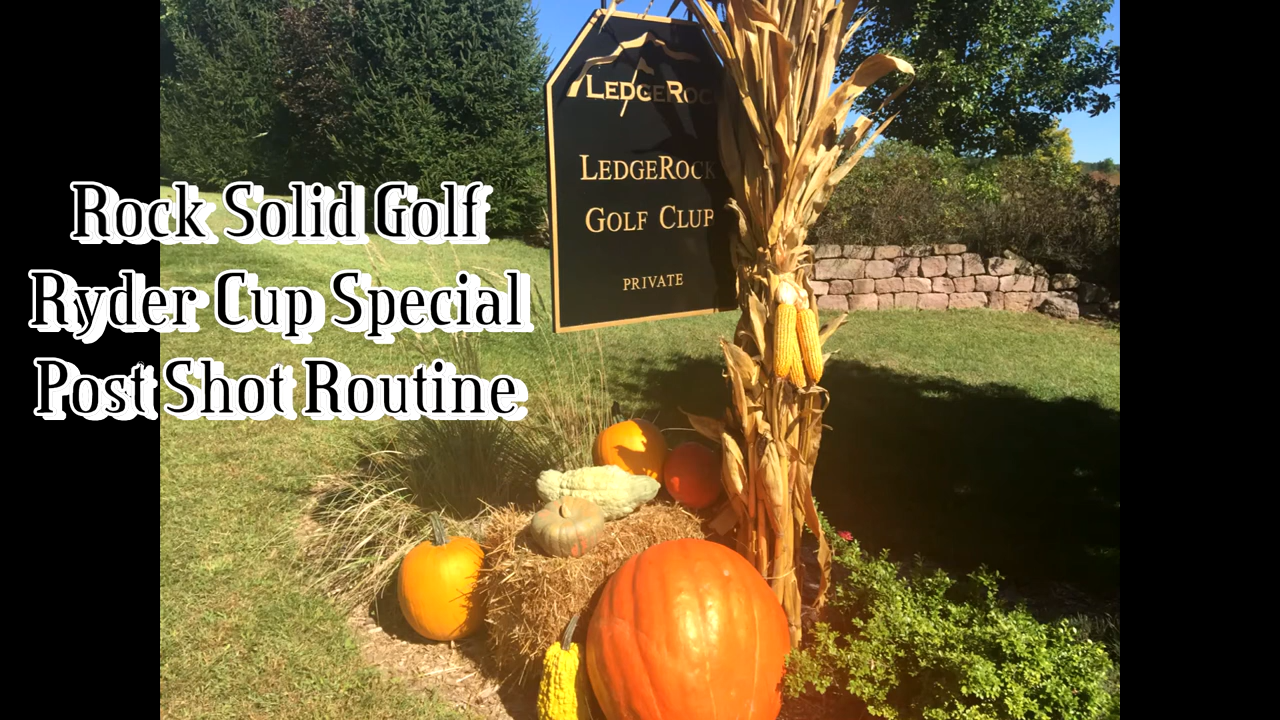 Rock Solid Golf
Ryder Cup Special
Post Shot Routine
LEDGEROCK
LEDGEROCK
GOLF CLUB
PRIVATE